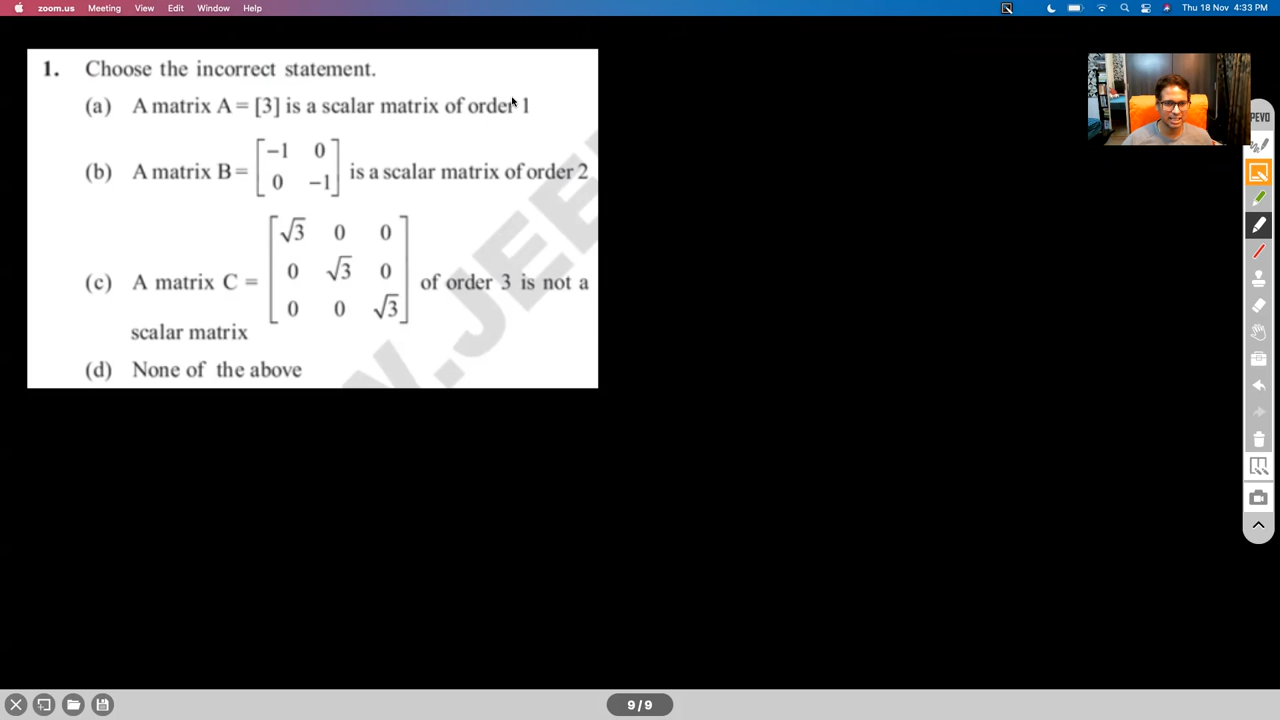 zoom.us Meeting View Edit Window Help Thu 18 Nov 4:33 PM
1. Choose the incorrect statement.
(a) A matrix A = [3] is a scalar matrix of order 1
(b) A matrix B = [−1 0
0 −1] is a scalar matrix of order 2
(c) A matrix C = [√3 0 0
0 √3 0
0 0 √3] of order 3 is not a
scalar matrix
(d) None of the above
W.JEE
9 / 9